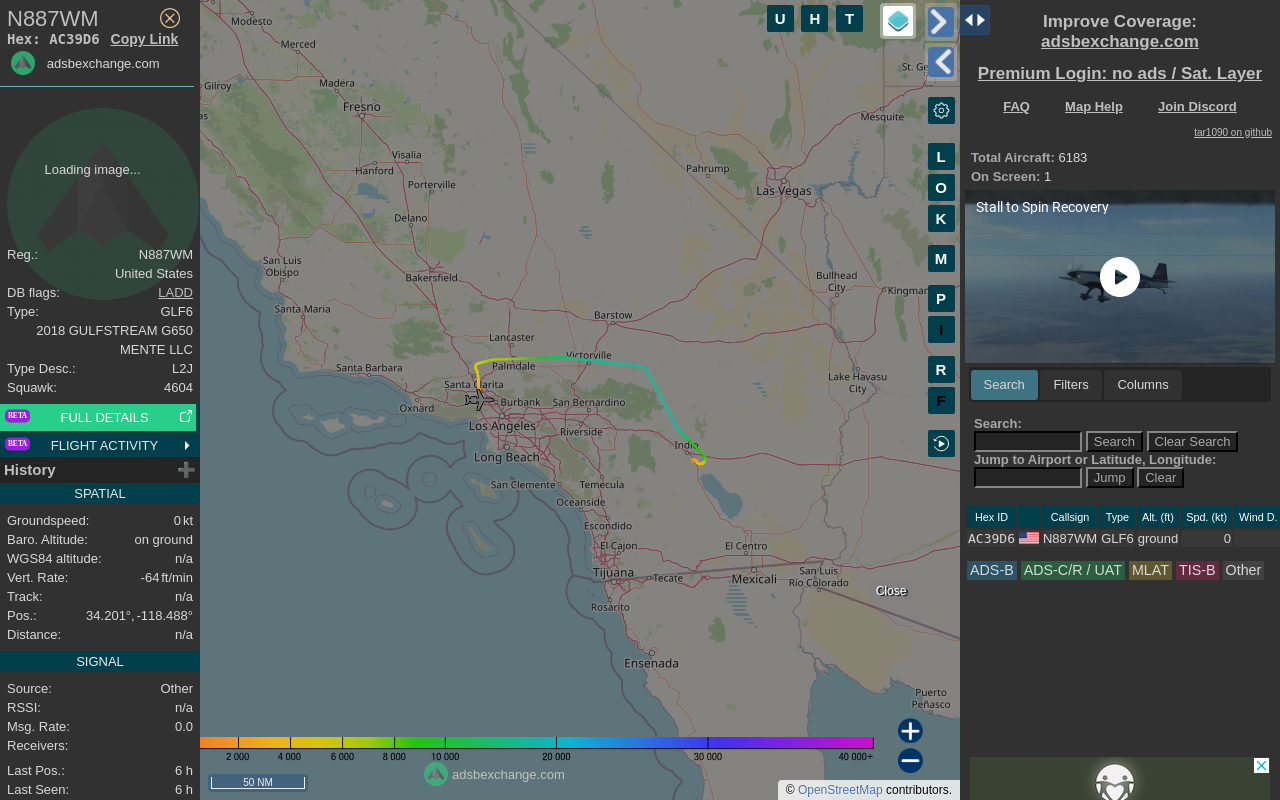 N887WM
Hex: AC39D6 Copy Link
adsbexchange.com
Loading image...
Reg.: N887WM
United States
DB flags: LADD
Type: GLF6
2018 GULFSTREAM G650
MENTE LLC
Type Desc.: L2J
Squawk: 4604
BETA FULL DETAILS
BETA FLIGHT ACTIVITY
History
SPATIAL
Groundspeed: 0 kt
Baro. Altitude: on ground
WGS84 altitude: n/a
Vert. Rate: -64 ft/min
Track: n/a
Pos.: 34.201°, -118.488°
Distance: n/a
SIGNAL
Source: Other
RSSI: n/a
Msg. Rate: 0.0
Receivers:
Last Pos.: 6 h
Last Seen: 6 h
U H T
Modesto
Merced
Madera
Gilroy
Fresno
Visalia
Hanford
Porterville
Delano
San Luis
Obispo
Bakersfield
Santa Maria
Lancaster
Barstow
Palmdale
Victorville
Santa Barbara
Santa Clarita
Oxnard
Burbank
San Bernardino
Los Angeles
Riverside
Indio
Long Beach
San Clemente
Temecula
Oceanside
Escondido
El Cajon
El Centro
Tijuana
Tecate
Mexicali
San Luis
Río Colorado
Rosarito
Ensenada
Puerto
Peñasco
St. Ge
Mesquite
Pahrump
Las Vegas
Bullhead
City
Kingman
Lake Havasu
City
L
O
K
M
P
I
R
F
Close
2 000 4 000 6 000 8 000 10 000 20 000 30 000 40 000+
50 NM
adsbexchange.com
© OpenStreetMap contributors.
Improve Coverage:
adsbexchange.com
Premium Login: no ads / Sat. Layer
FAQ Map Help Join Discord
tar1090 on github
Total Aircraft: 6183
On Screen: 1
Stall to Spin Recovery
Search Filters Columns
Search:
Search Clear Search
Jump to Airport or Latitude, Longitude:
Jump Clear
Hex ID Callsign Type Alt. (ft) Spd. (kt) Wind D.
AC39D6 N887WM GLF6 ground 0
ADS-B ADS-C/R / UAT MLAT TIS-B Other